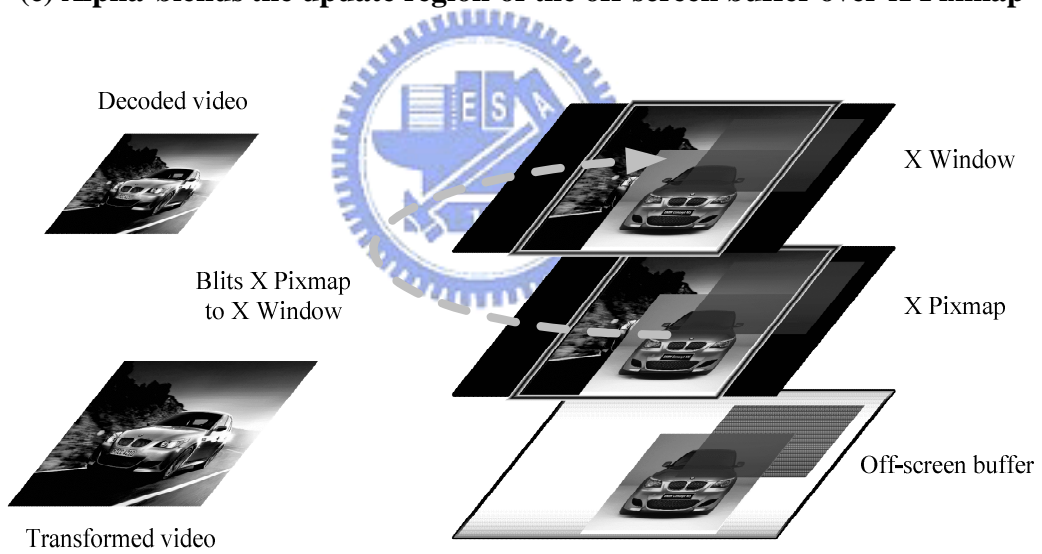 (c) Alpha-blends the update region of the off-screen buffer over X Pixmap
Decoded video
E S A
X Window
Blits X Pixmap
to X Window
X Pixmap
Off-screen buffer
Transformed video